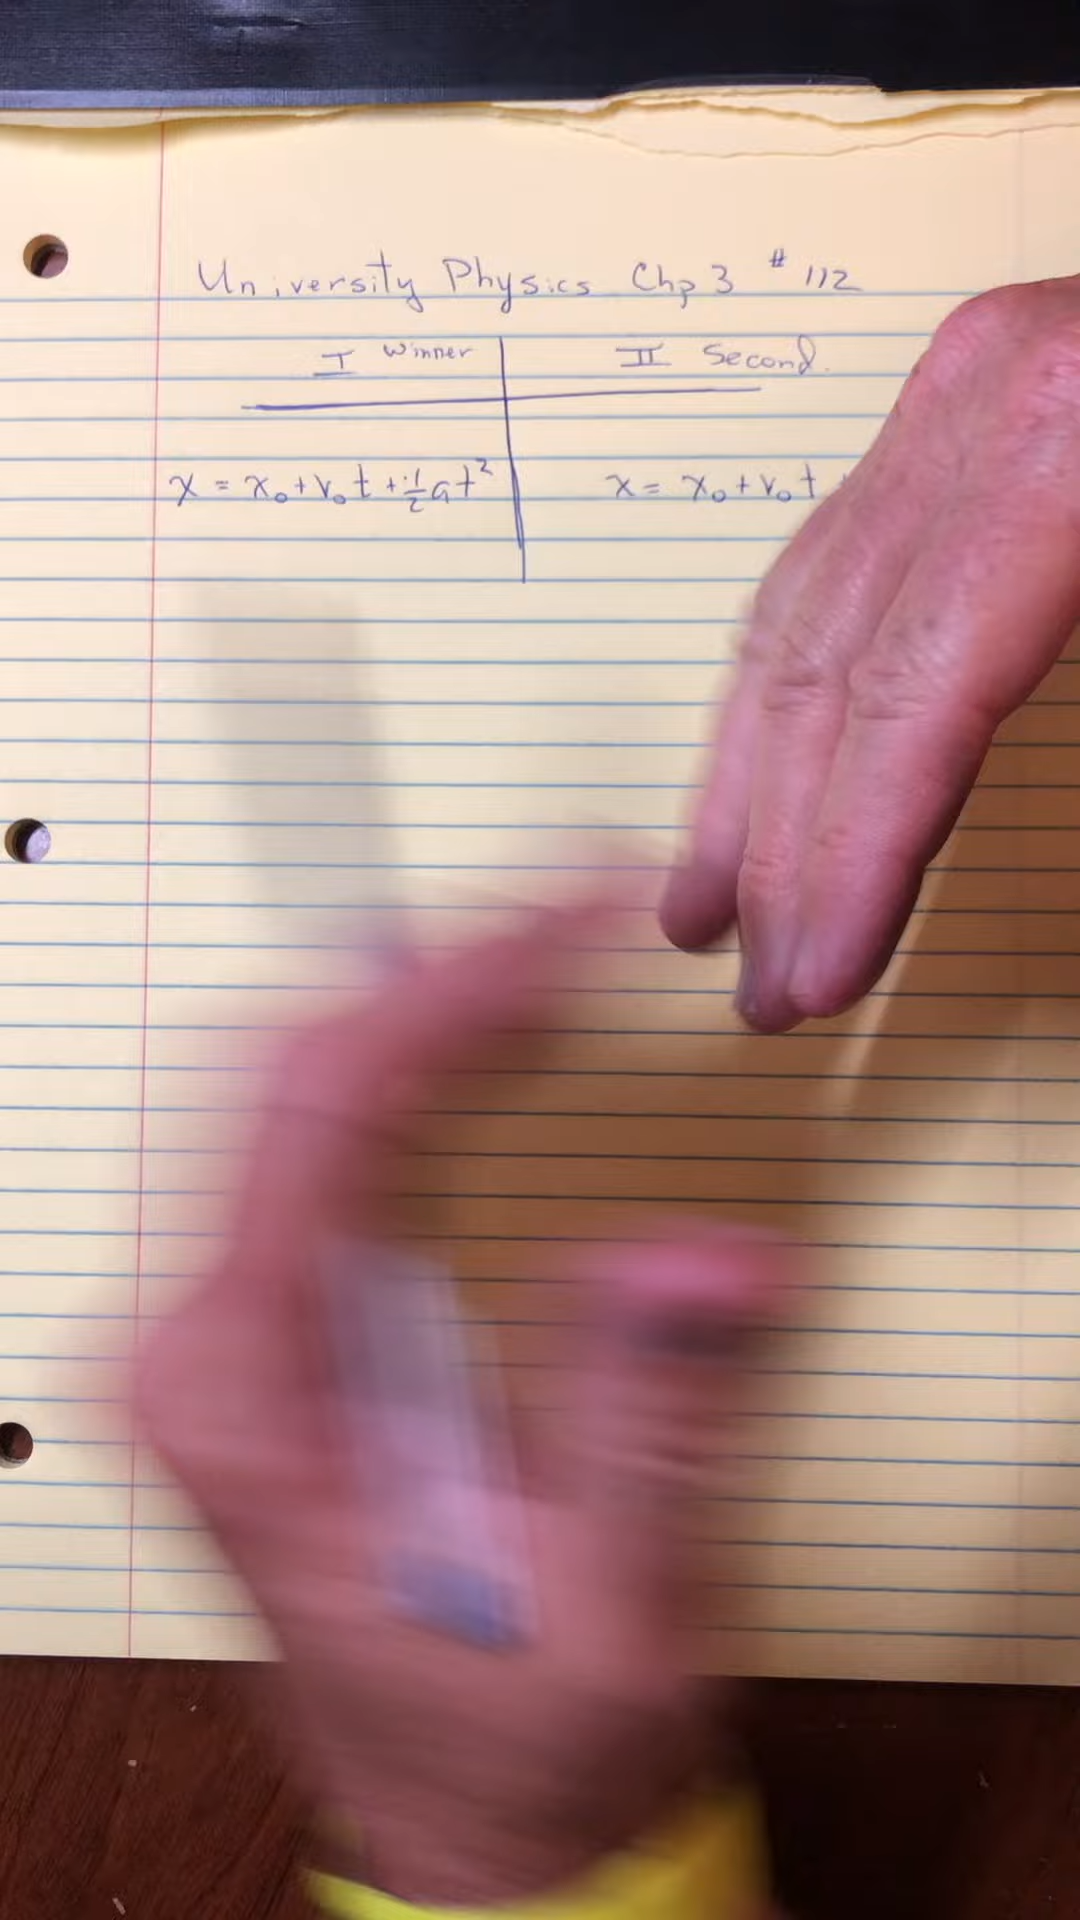 University Physics Chp 3 # 112
I Winner II Second.
x = x₀ + v₀t + ½at² x = x₀ + v₀t